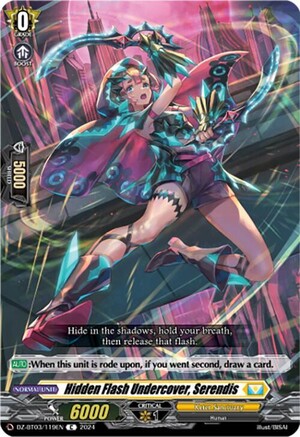 0
GRADE
BOOST
5000
SHIELD
Hide in the shadows, hold your breath,
then release that flash.
AUTO:When this unit is rode upon, if you went second, draw a card.
NORMAL UNIT
Hidden Flash Undercover, Serendis
POWER
6000
CRITICAL
1
Human
DZ-BT03/119EN C 2024